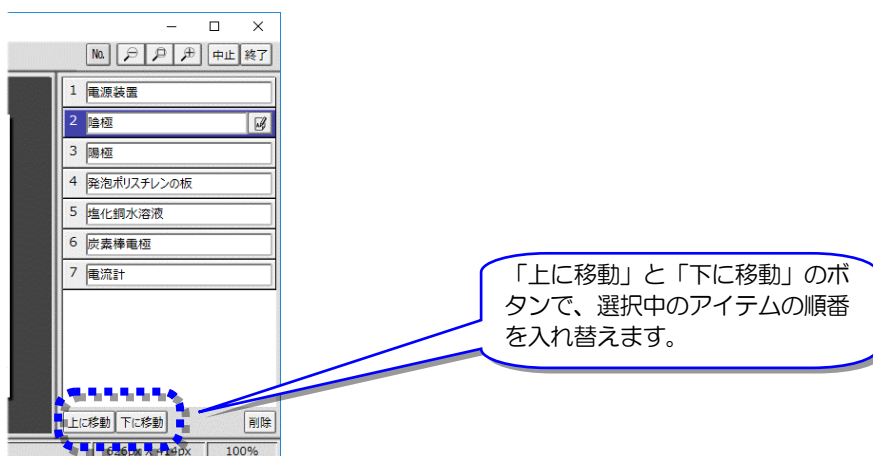 No. 中止 終了
1 電源装置
2 陰極
3 陽極
4 発泡ポリスチレンの板
5 塩化銅水溶液
6 炭素棒電極
7 電流計
「上に移動」と「下に移動」のボ
タンで、選択中のアイテムの順番
を入れ替えます。
上に移動 下に移動 削除
100%